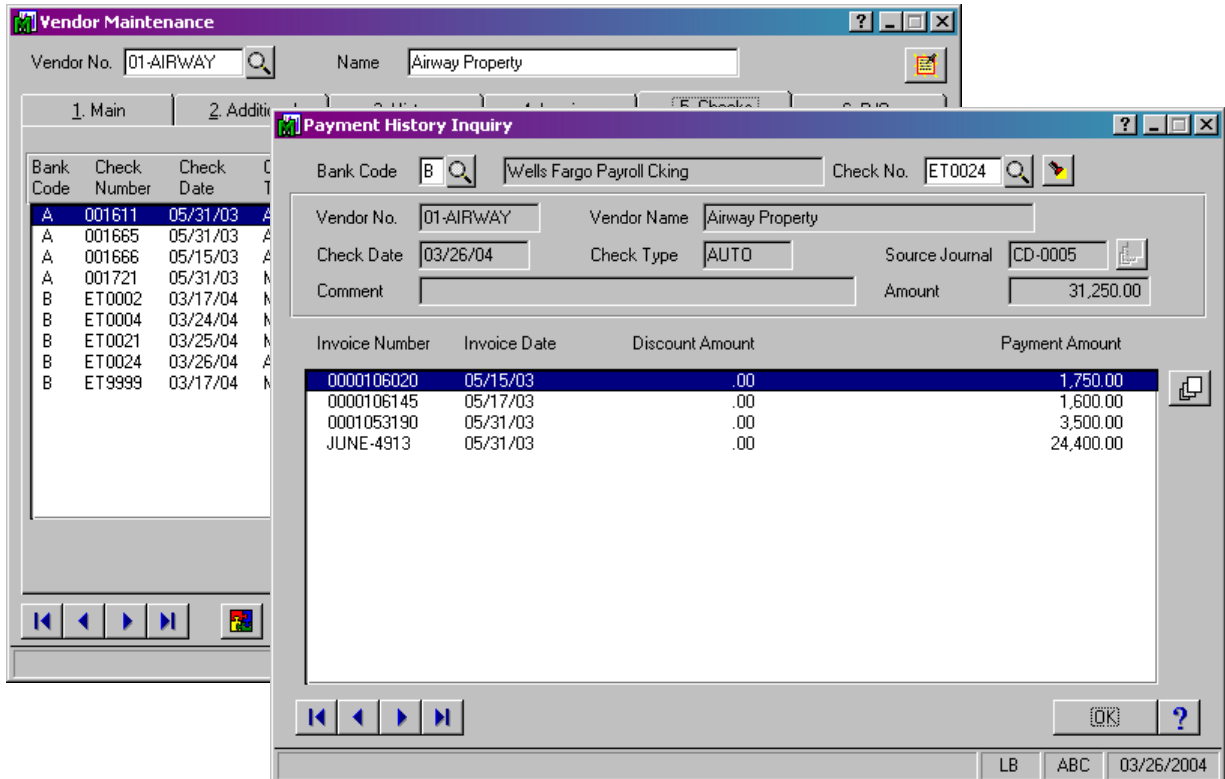 Vendor Maintenance
Vendor No. 01-AIRWAY Name Airway Property
1. Main 2. Additional
5. Checks
Bank Check Check
Code Number Date
A 001611 05/31/03 A
A 001665 05/31/03 A
A 001666 05/15/03 A
A 001721 05/31/03 M
B ET0002 03/17/04 M
B ET0004 03/24/04 M
B ET0021 03/25/04 M
B ET0024 03/26/04 A
B ET9999 03/17/04 M
Payment History Inquiry
Bank Code B Wells Fargo Payroll Cking Check No. ET0024
Vendor No. 01-AIRWAY Vendor Name Airway Property
Check Date 03/26/04 Check Type AUTO Source Journal CD-0005
Comment Amount 31,250.00
Invoice Number Invoice Date Discount Amount Payment Amount
0000106020 05/15/03 .00 1,750.00
0000106145 05/17/03 .00 1,600.00
0001053190 05/31/03 .00 3,500.00
JUNE-4913 05/31/03 .00 24,400.00
OK ?
LB ABC 03/26/2004